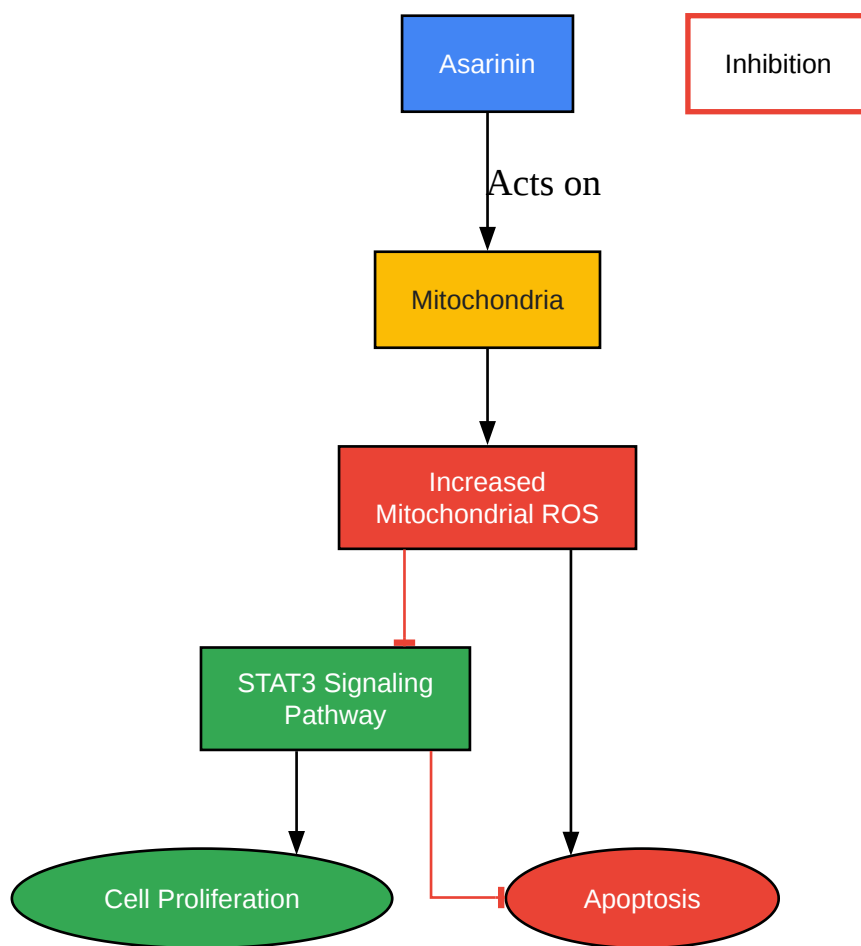 Asarinin
Inhibition
Acts on
Mitochondria
Increased
Mitochondrial ROS
STAT3 Signaling
Pathway
Cell Proliferation
Apoptosis